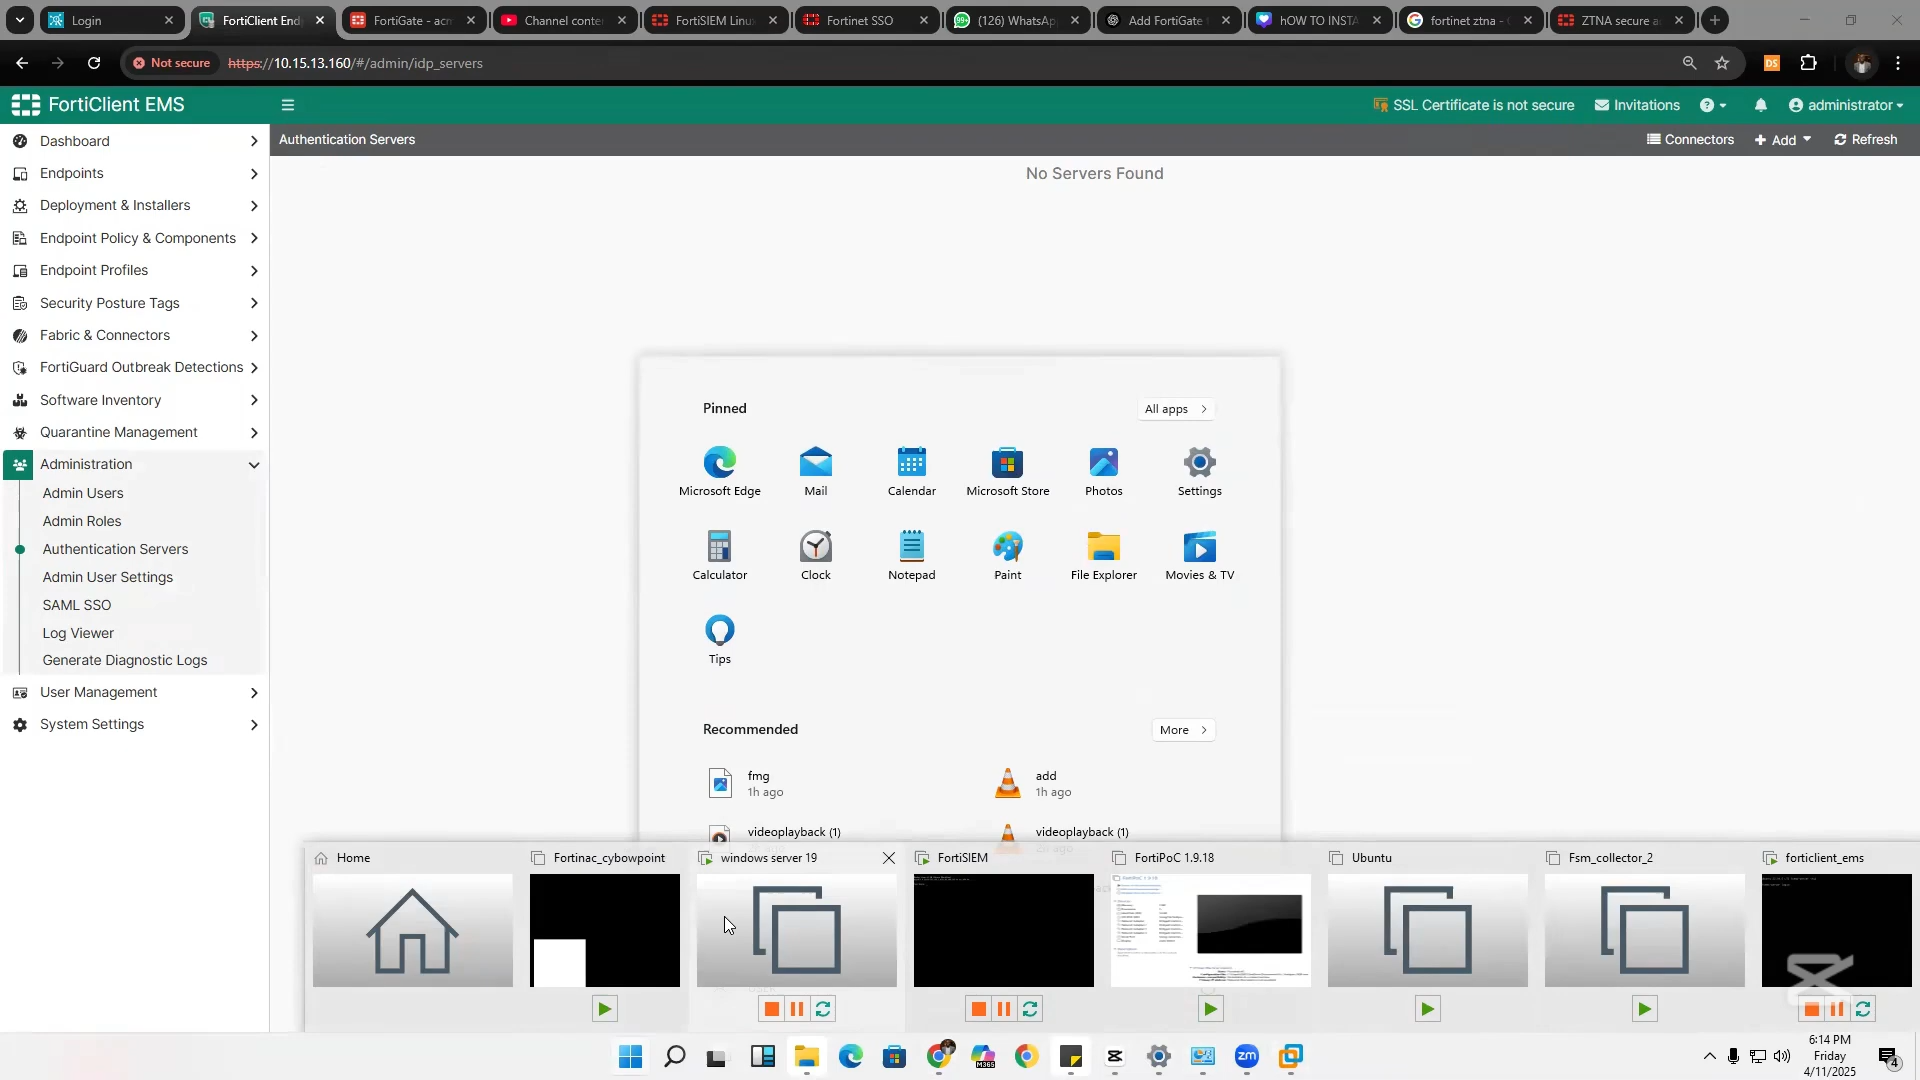 Login
FortiClient End
FortiGate - acm
Channel conte
FortiSIEM Linux
Fortinet SSO
(126) WhatsAp
Add FortiGate
hOW TO INSTA
fortinet ztna - G
ZTNA secure a
Not secure
https://10.15.13.160/#/admin/idp_servers
DS
FortiClient EMS
SSL Certificate is not secure
Invitations
administrator
Dashboard
Authentication Servers
Connectors
Add
Refresh
No Servers Found
Endpoints
Deployment & Installers
Endpoint Policy & Components
Endpoint Profiles
Security Posture Tags
Fabric & Connectors
FortiGuard Outbreak Detections
Software Inventory
Quarantine Management
Administration
Admin Users
Admin Roles
Authentication Servers
Admin User Settings
SAML SSO
Log Viewer
Generate Diagnostic Logs
User Management
System Settings
Pinned
All apps
Microsoft Edge
Mail
Calendar
Microsoft Store
Photos
Settings
Calculator
Clock
Notepad
Paint
File Explorer
Movies & TV
Tips
Recommended
More
fmg
1h ago
add
1h ago
videoplayback (1)
videoplayback (1)
Home
Fortinac_cybowpoint
windows server 19
FortiSIEM
FortiPoC 1.9.18
Ubuntu
Fsm_collector_2
forticlient_ems
M365
zm
6:14 PM
Friday
4/11/2025
4